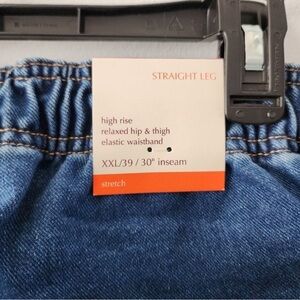 STRAIGHT LEG
high rise
relaxed hip & thigh
elastic waistband
XXL/39 / 30" inseam
stretch